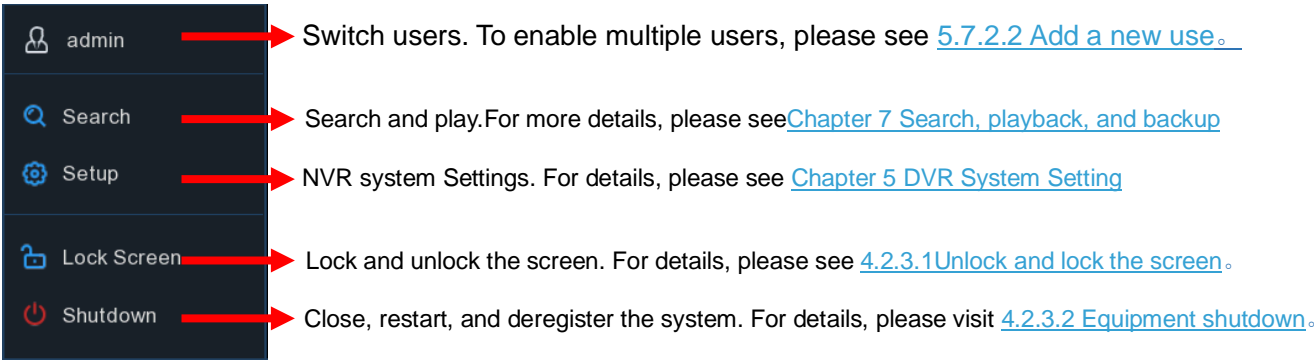 admin Switch users. To enable multiple users, please see 5.7.2.2 Add a new use。
Search Search and play.For more details, please seeChapter 7 Search, playback, and backup
Setup NVR system Settings. For details, please see Chapter 5 DVR System Setting
Lock Screen Lock and unlock the screen. For details, please see 4.2.3.1Unlock and lock the screen。
Shutdown Close, restart, and deregister the system. For details, please visit 4.2.3.2 Equipment shutdown。